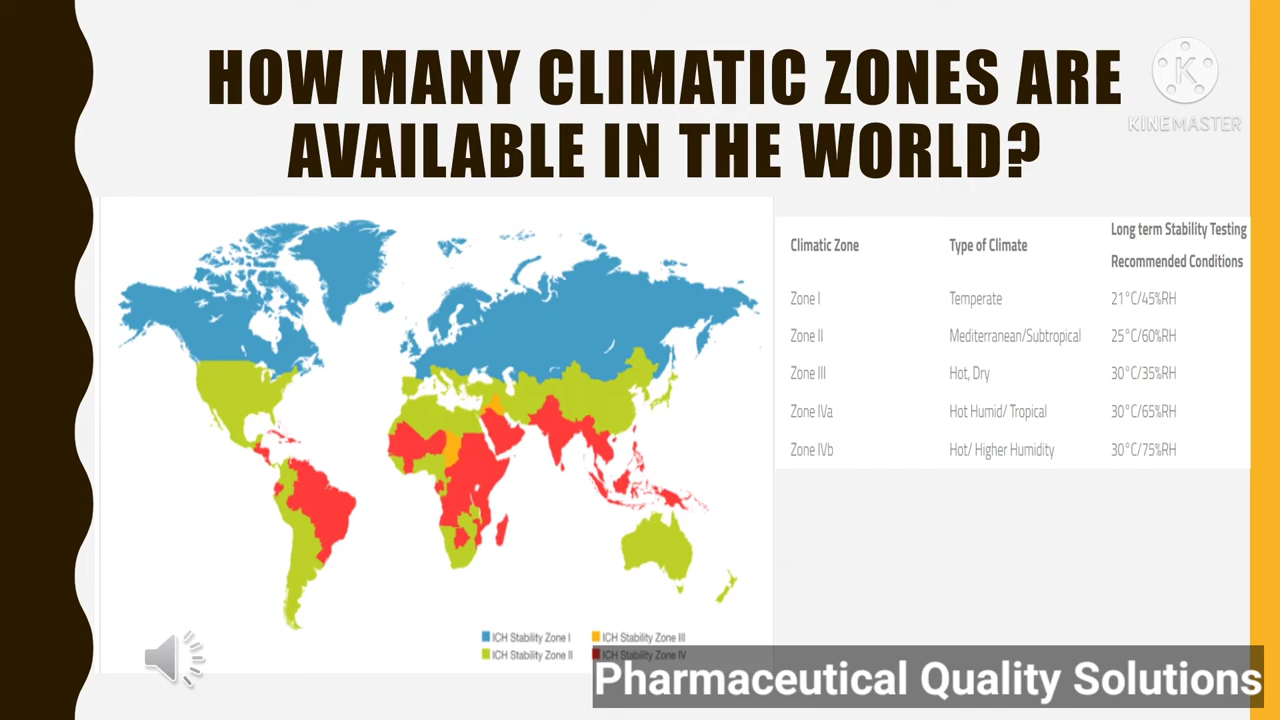 HOW MANY CLIMATIC ZONES ARE
AVAILABLE IN THE WORLD?
K
KINEMASTER
Climatic Zone Type of Climate Long term Stability Testing
Recommended Conditions
Zone I Temperate 21°C/45%RH
Zone II Mediterranean/Subtropical 25°C/60%RH
Zone III Hot, Dry 30°C/35%RH
Zone IVa Hot Humid/ Tropical 30°C/65%RH
Zone IVb Hot/ Higher Humidity 30°C/75%RH
ICH Stability Zone I ICH Stability Zone III
ICH Stability Zone II ICH Stability Zone IV
Pharmaceutical Quality Solutions